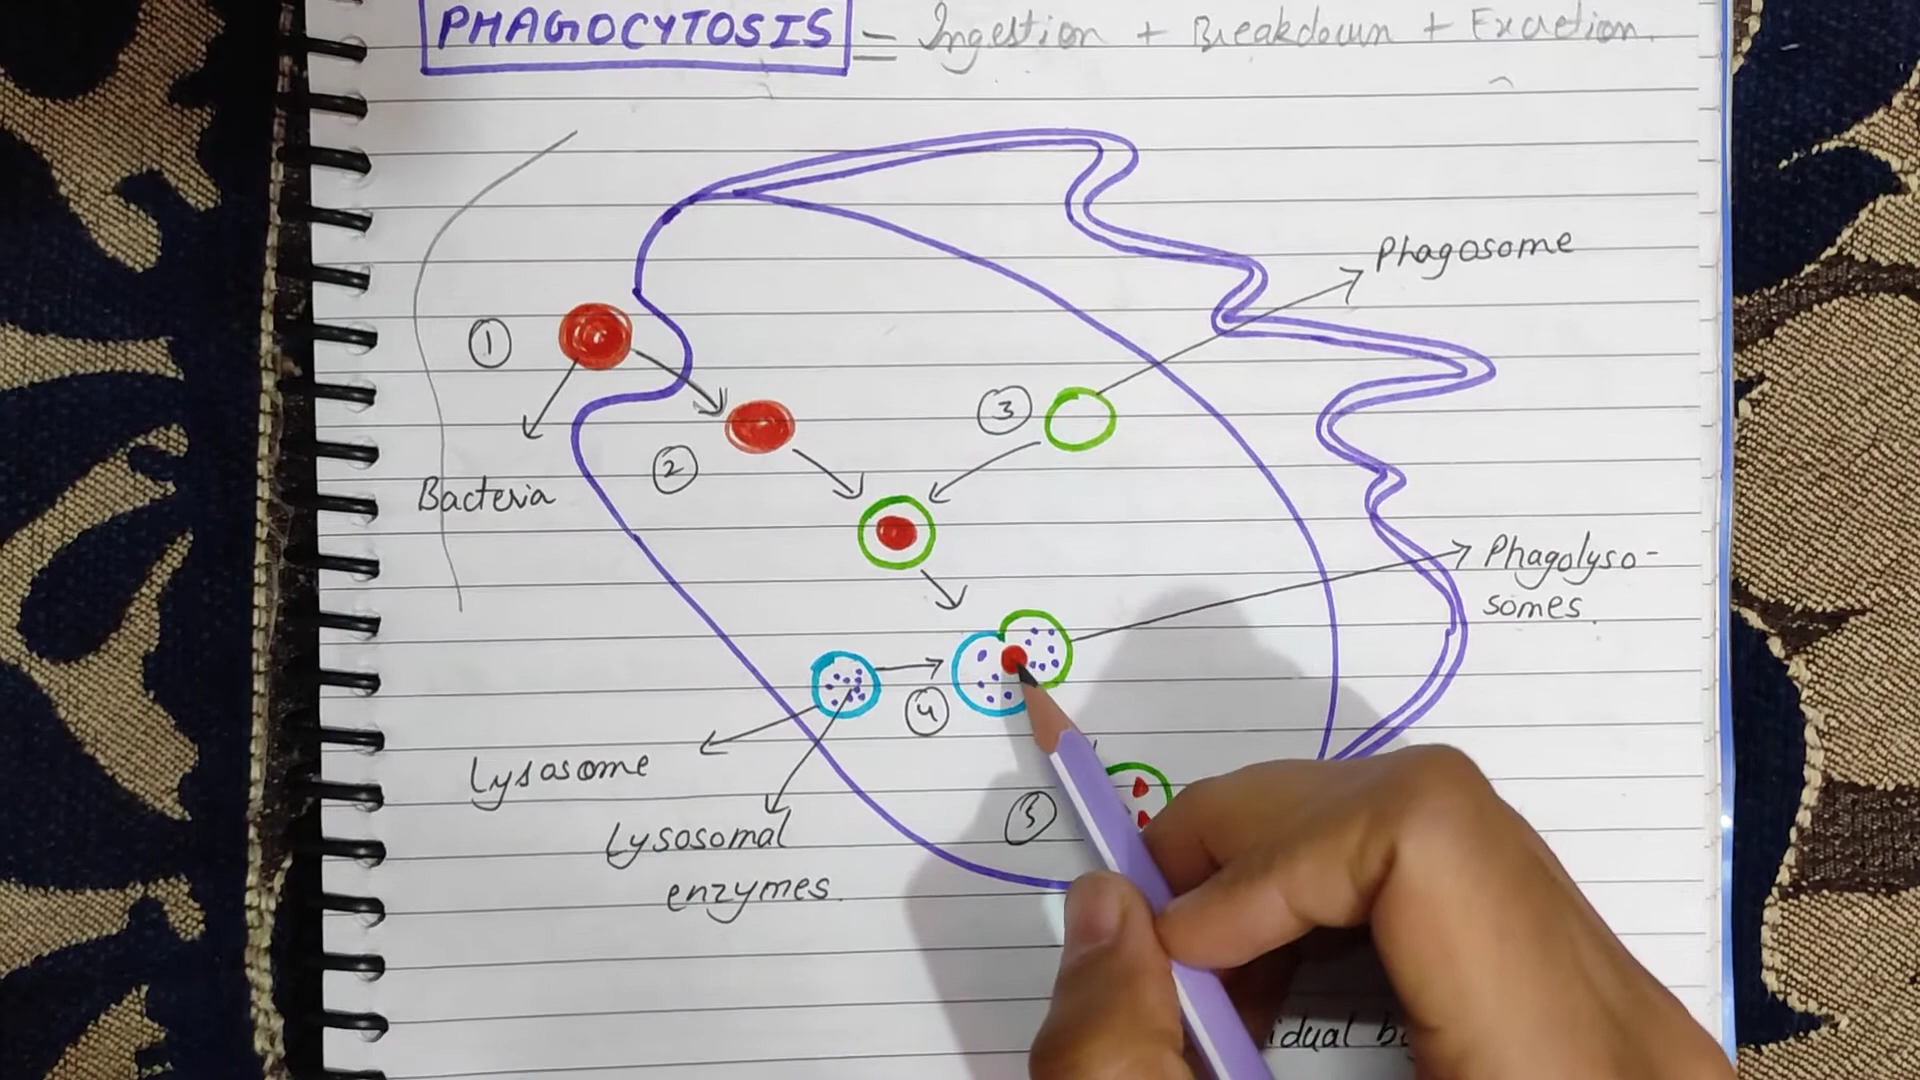 PHAGOCYTOSIS = Ingestion + Breakdown + Excretion.
Phagosome
1
3
2
Bacteria
Phagolyso-
somes.
4
Lysosome
5
Lysosomal
enzymes.